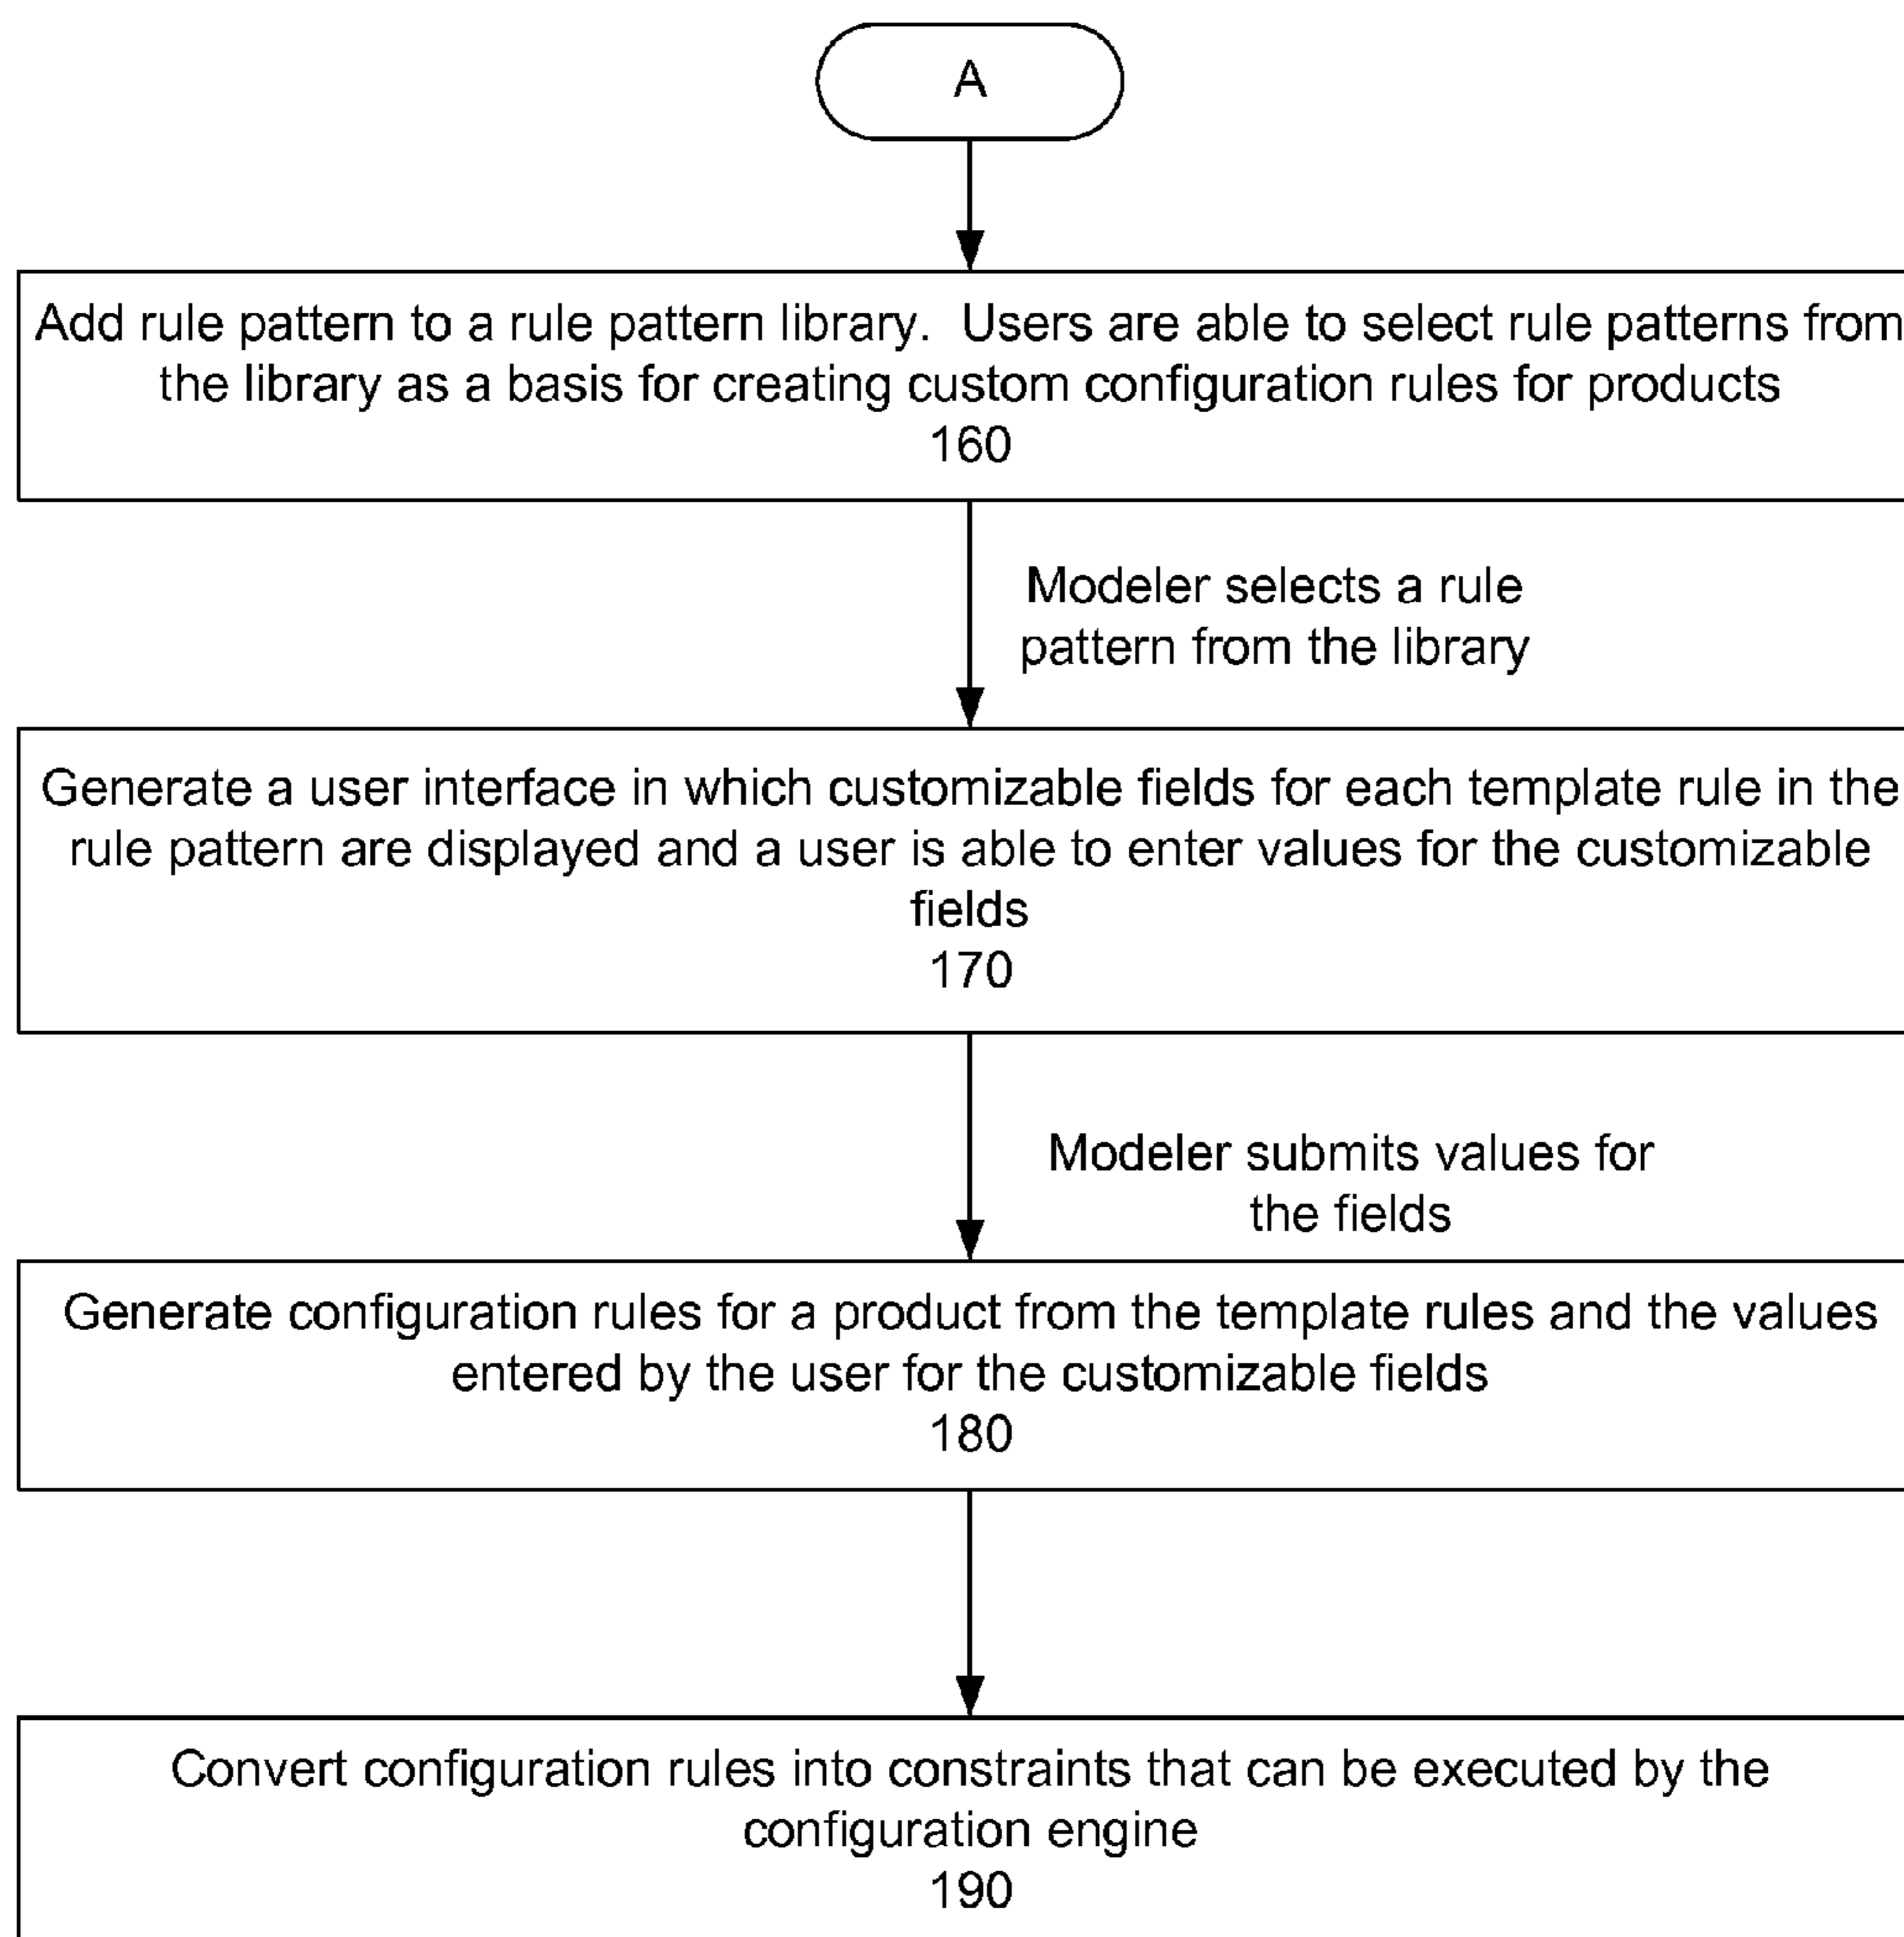 A
Add rule pattern to a rule pattern library.  Users are able to select rule patterns from
the library as a basis for creating custom configuration rules for products
160
Modeler selects a rule
pattern from the library
Generate a user interface in which customizable fields for each template rule in the
rule pattern are displayed and a user is able to enter values for the customizable
fields
170
Modeler submits values for
the fields
Generate configuration rules for a product from the template rules and the values
entered by the user for the customizable fields
180
Convert configuration rules into constraints that can be executed by the
configuration engine
190